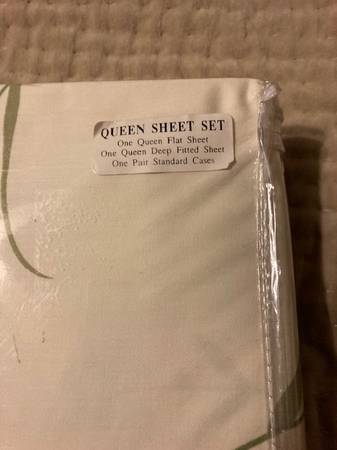 QUEEN SHEET SET
One Queen Flat Sheet
One Queen Deep Fitted Sheet
One Pair Standard Cases